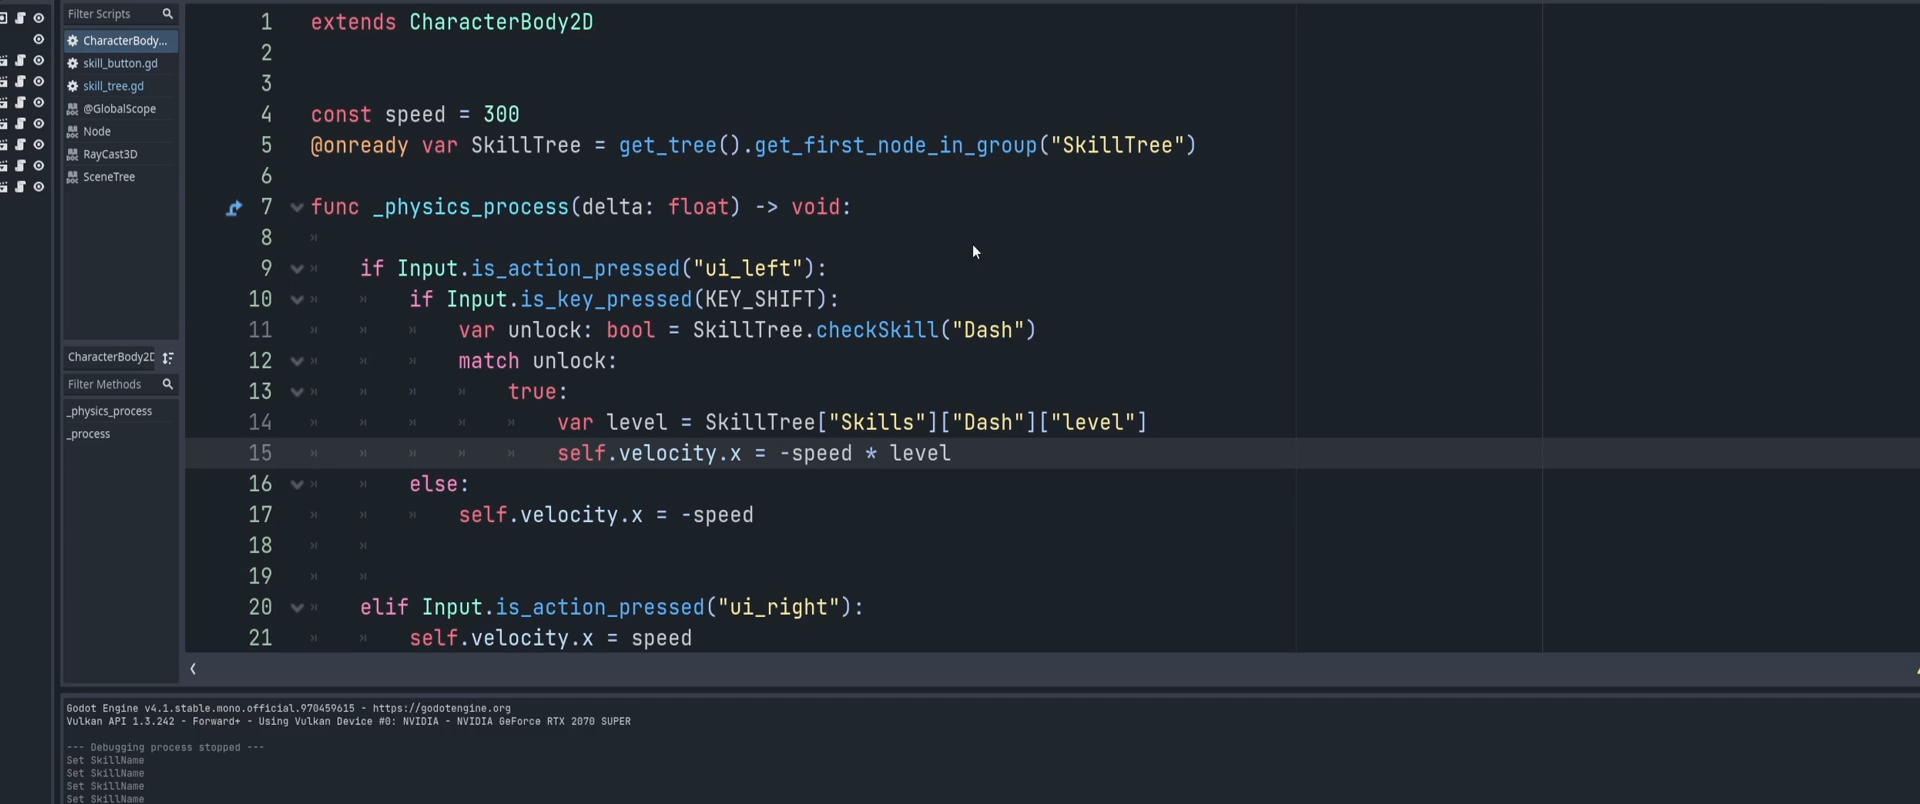 Filter Scripts
CharacterBody...
skill_button.gd
skill_tree.gd
@GlobalScope
Node
RayCast3D
SceneTree
CharacterBody2D
Filter Methods
_physics_process
_process
1 extends CharacterBody2D
2
3
4 const speed = 300
5 @onready var SkillTree = get_tree().get_first_node_in_group("SkillTree")
6
7 func _physics_process(delta: float) -> void:
8
9 if Input.is_action_pressed("ui_left"):
10 if Input.is_key_pressed(KEY_SHIFT):
11 var unlock: bool = SkillTree.checkSkill("Dash")
12 match unlock:
13 true:
14 var level = SkillTree["Skills"]["Dash"]["level"]
15 self.velocity.x = -speed * level
16 else:
17 self.velocity.x = -speed
18
19
20 elif Input.is_action_pressed("ui_right"):
21 self.velocity.x = speed
Godot Engine v4.1.stable.mono.official.970459615 - https://godotengine.org
Vulkan API 1.3.242 - Forward+ - Using Vulkan Device #0: NVIDIA - NVIDIA GeForce RTX 2070 SUPER
--- Debugging process stopped ---
Set SkillName
Set SkillName
Set SkillName
Set SkillName